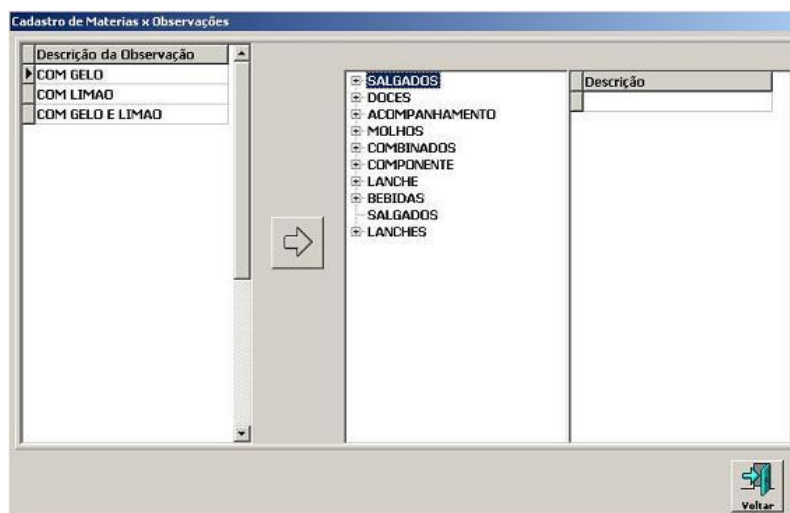 Cadastro de Materias x Observações
Descrição da Observação
COM GELO
COM LIMAO
COM GELO E LIMAO
SALGADOS
DOCES
ACOMPANHAMENTO
MOLHOS
COMBINADOS
COMPONENTE
LANCHE
BEBIDAS
SALGADOS
LANCHES
Descrição
Voltar